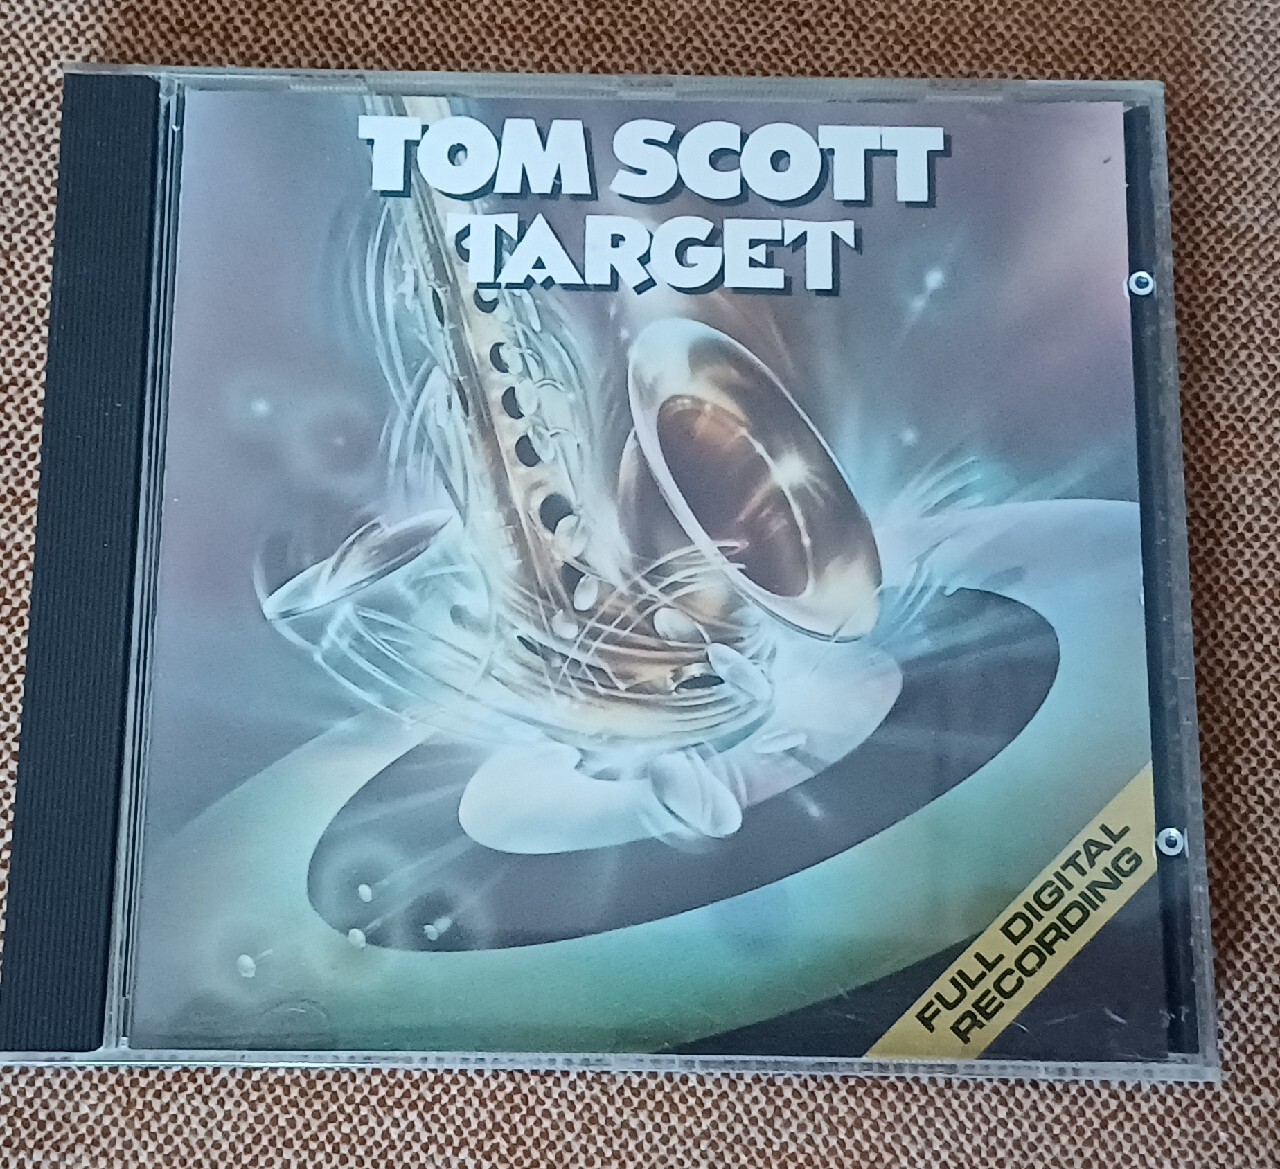 TOM SCOTT
TARGET
FULL DIGITAL
RECORDING